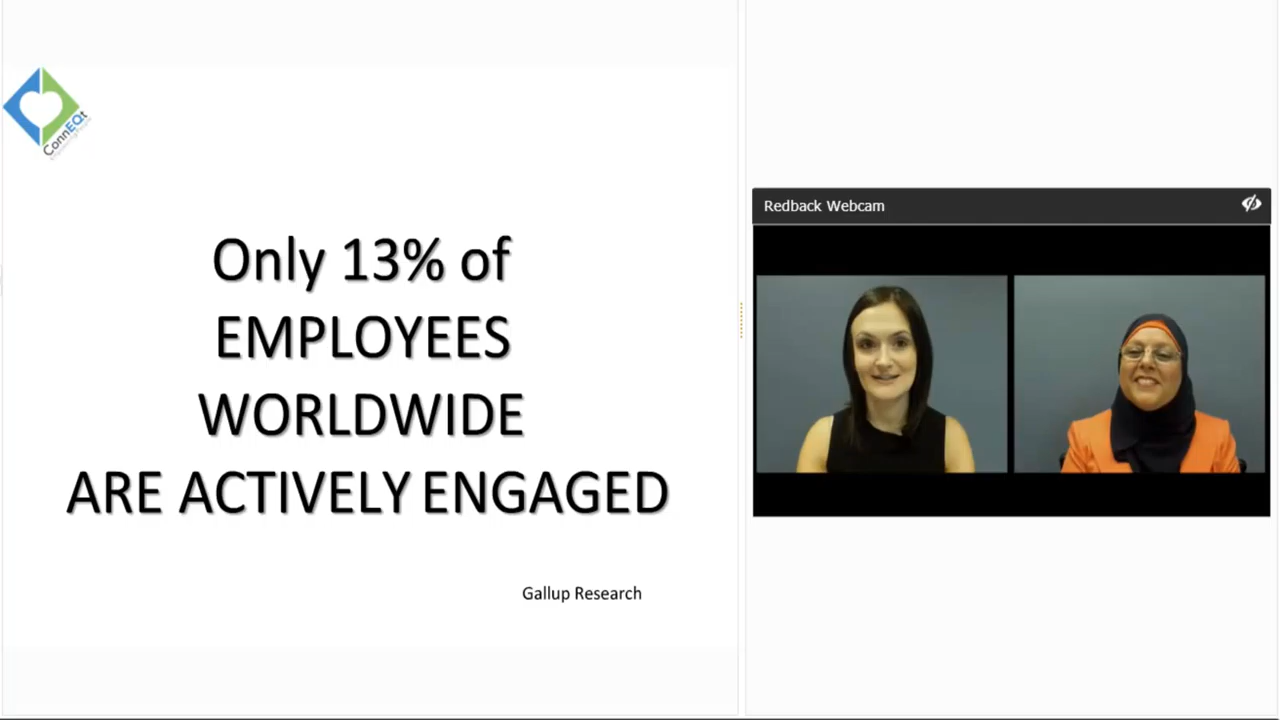 ConnEQt
Only 13% of
EMPLOYEES
WORLDWIDE
ARE ACTIVELY ENGAGED
Gallup Research
Redback Webcam